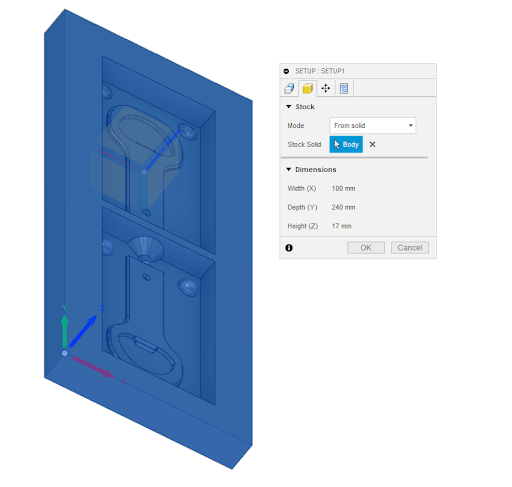 SETUP : SETUP1
Stock
Mode From solid
Stock Solid Body
Dimensions
Width (X) 100 mm
Depth (Y) 240 mm
Height (Z) 17 mm
OK Cancel
Y
Z